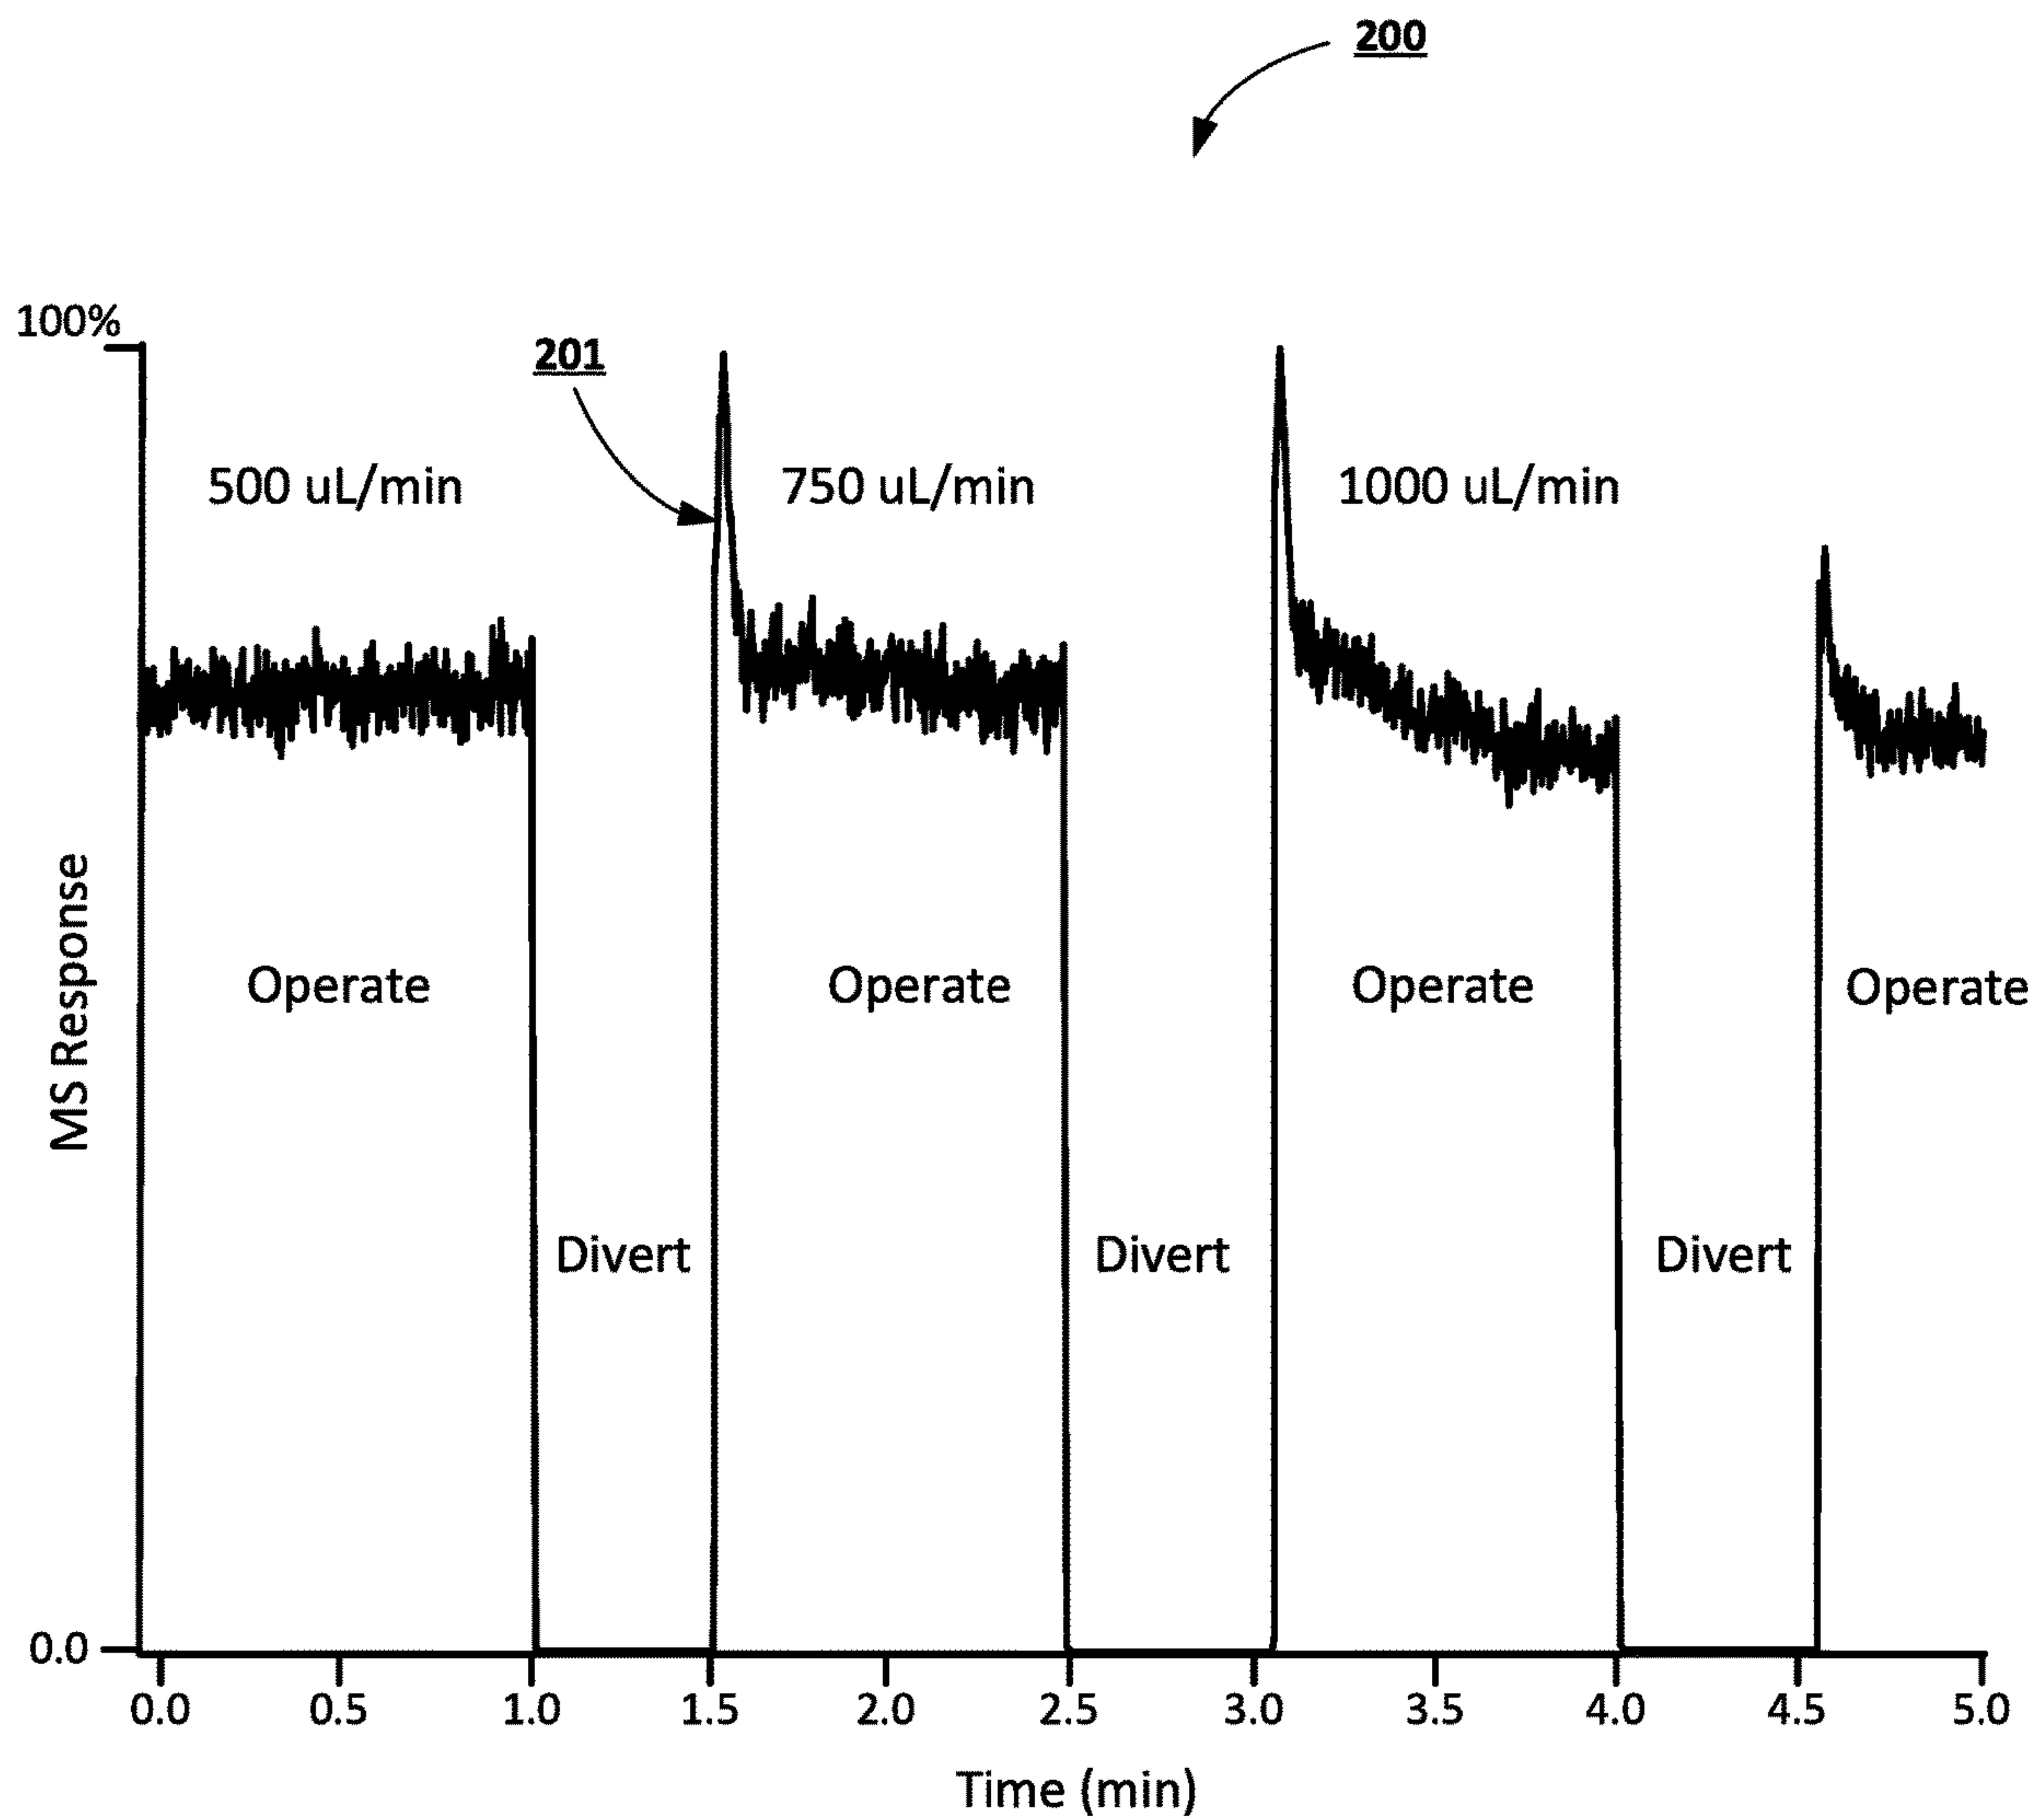 200
100%
201
500 uL/min
750 uL/min
1000 uL/min
MS Response
Operate
Operate
Operate
Operate
Divert
Divert
Divert
0.0
0.0
0.5
1.0
1.5
2.0
2.5
3.0
3.5
4.0
4.5
5.0
Time (min)